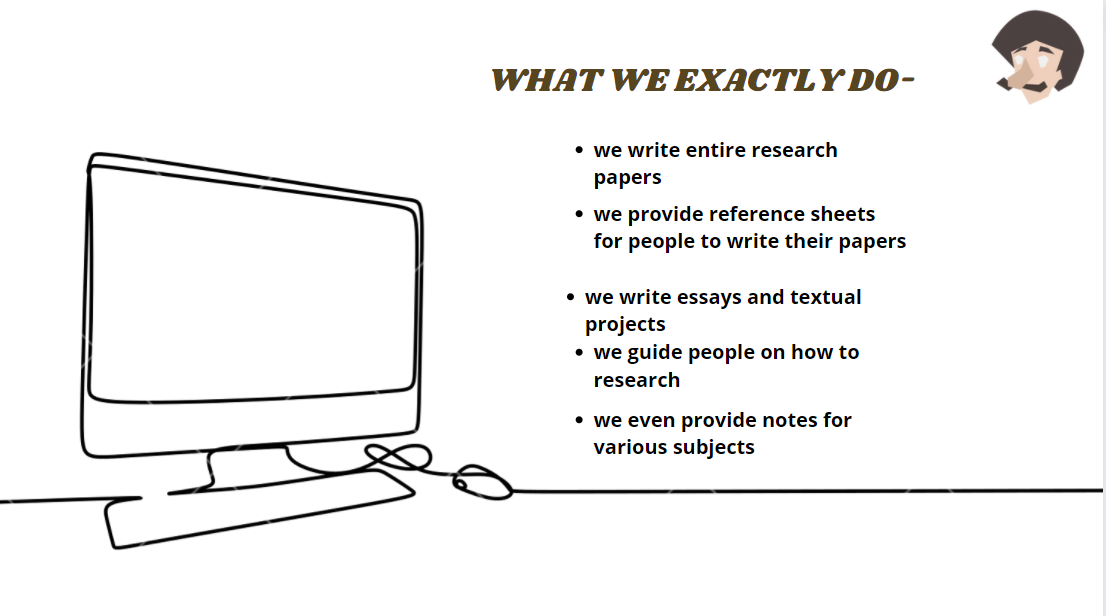 WHAT WE EXACTLY DO-
• we write entire research
papers
• we provide reference sheets
for people to write their papers
• we write essays and textual
projects
• we guide people on how to
research
• we even provide notes for
various subjects